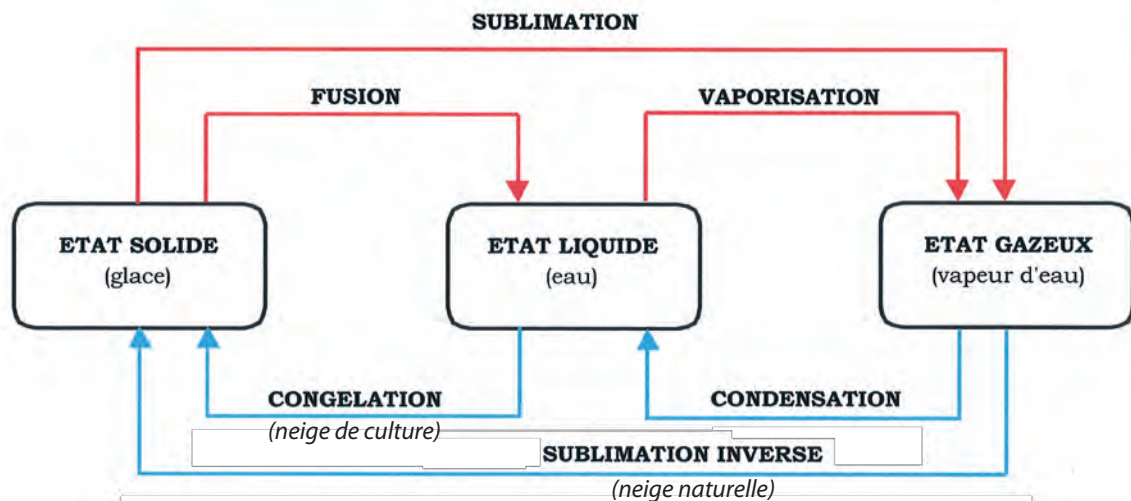 SUBLIMATION
FUSION
VAPORISATION
ETAT SOLIDE
(glace)
ETAT LIQUIDE
(eau)
ETAT GAZEUX
(vapeur d'eau)
CONGELATION
(neige de culture)
CONDENSATION
SUBLIMATION INVERSE
(neige naturelle)